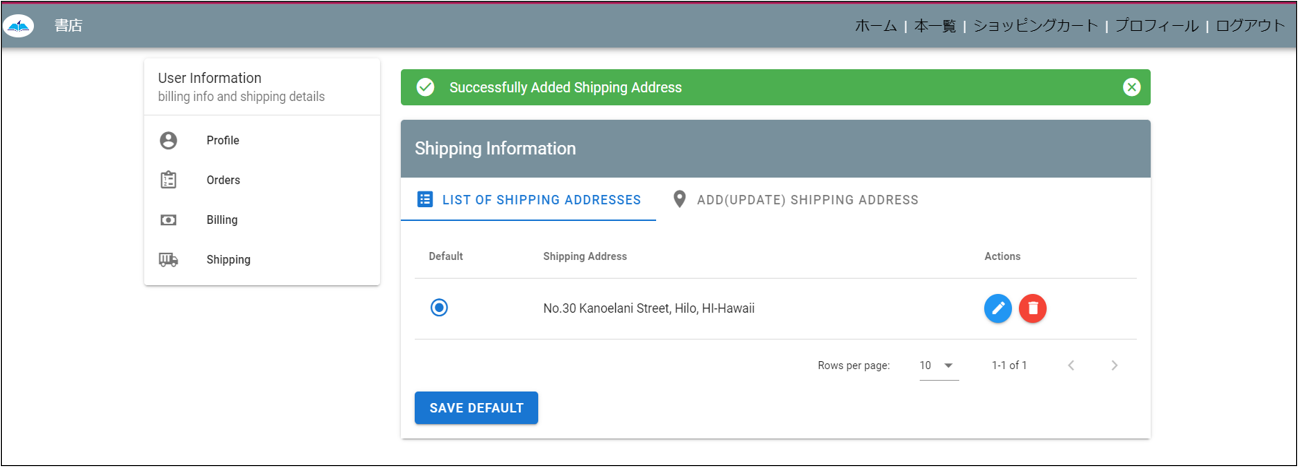 書店
ホーム | 本一覧 | ショッピングカート | プロフィール | ログアウト
User Information
billing info and shipping details
Profile
Orders
Billing
Shipping
Successfully Added Shipping Address
Shipping Information
LIST OF SHIPPING ADDRESSES
ADD(UPDATE) SHIPPING ADDRESS
Default Shipping Address Actions
No.30 Kanoelani Street, Hilo, HI-Hawaii
Rows per page: 10 1-1 of 1
SAVE DEFAULT